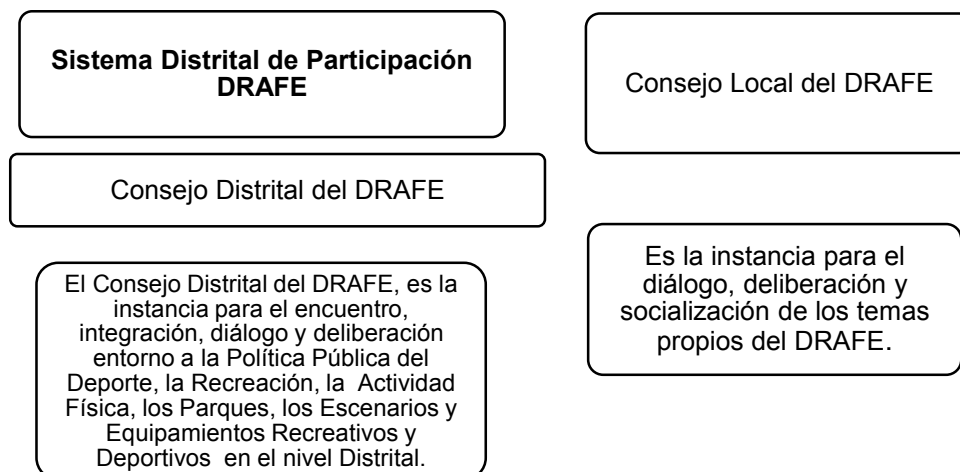 Sistema Distrital de Participación
DRAFE
Consejo Distrital del DRAFE
El Consejo Distrital del DRAFE, es la
instancia para el encuentro,
integración, diálogo y deliberación
entorno a la Política Pública del
Deporte, la Recreación, la  Actividad
Física, los Parques, los Escenarios y
Equipamientos Recreativos y
Deportivos  en el nivel Distrital.
Consejo Local del DRAFE
Es la instancia para el
diálogo, deliberación y
socialización de los temas
propios del DRAFE.